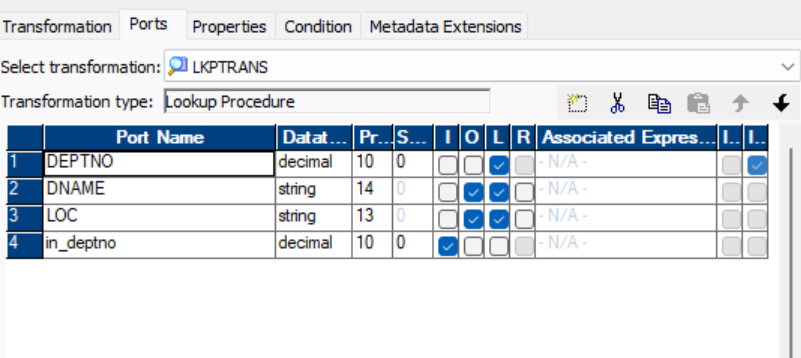 Transformation Ports Properties Condition Metadata Extensions
Select transformation: LKPTRANS
Transformation type: Lookup Procedure
Port Name Datat... Pr... S... I O L R Associated Expres... I.. I..
1 DEPTNO decimal 10 0 - N/A -
2 DNAME string 14 0 - N/A -
3 LOC string 13 0 - N/A -
4 in_deptno decimal 10 0 - N/A -